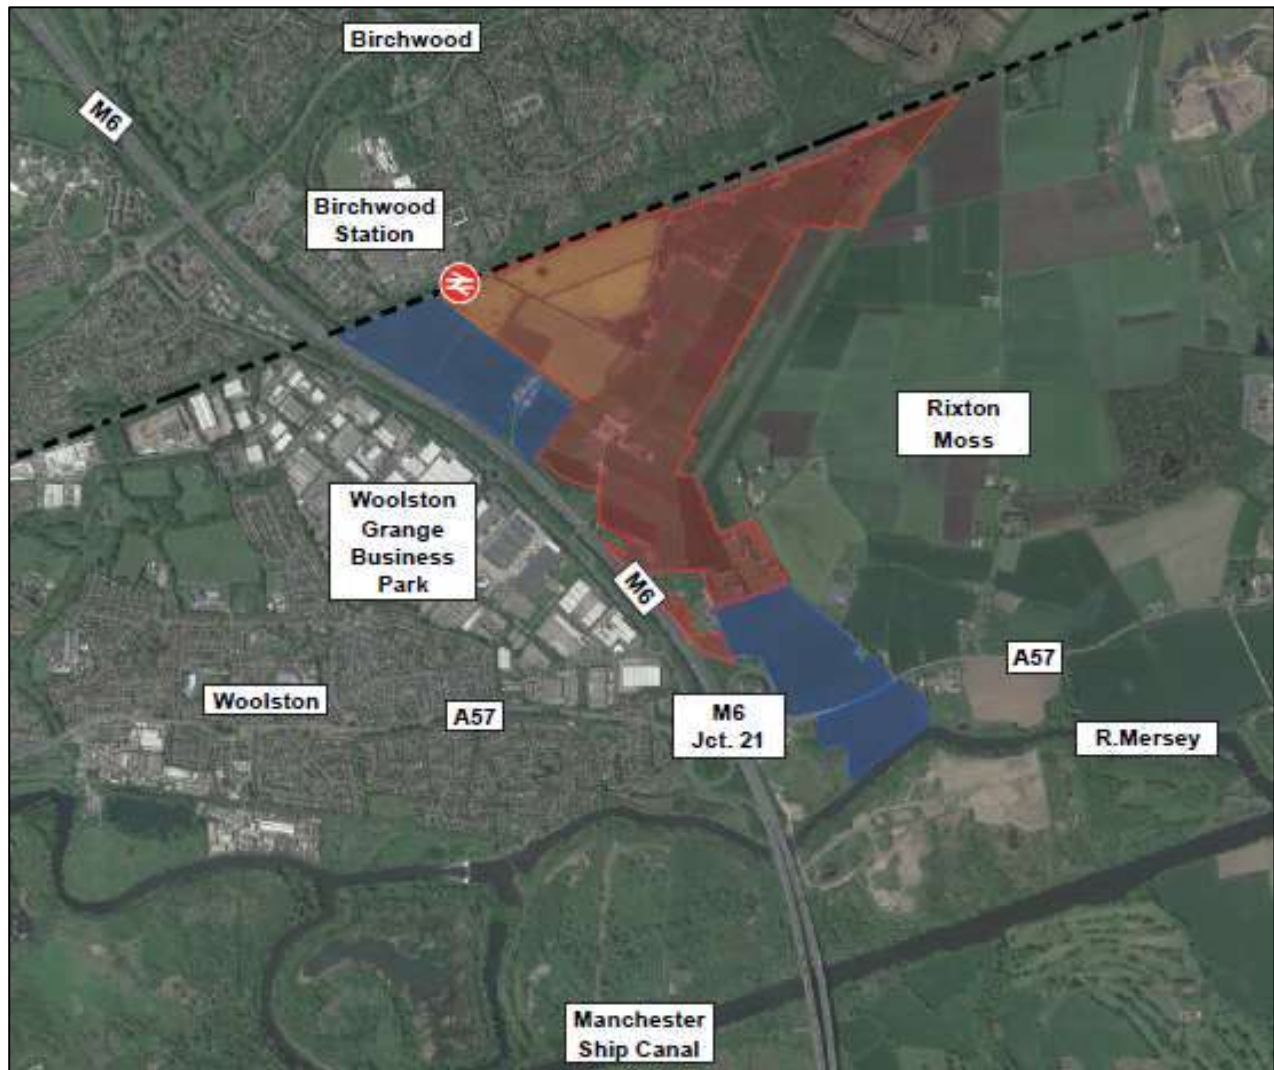 Birchwood
M6
Birchwood
Station
Rixton
Moss
Woolston
Grange
Business
Park
M6
A57
Woolston
A57
M6
Jct. 21
R.Mersey
Manchester
Ship Canal